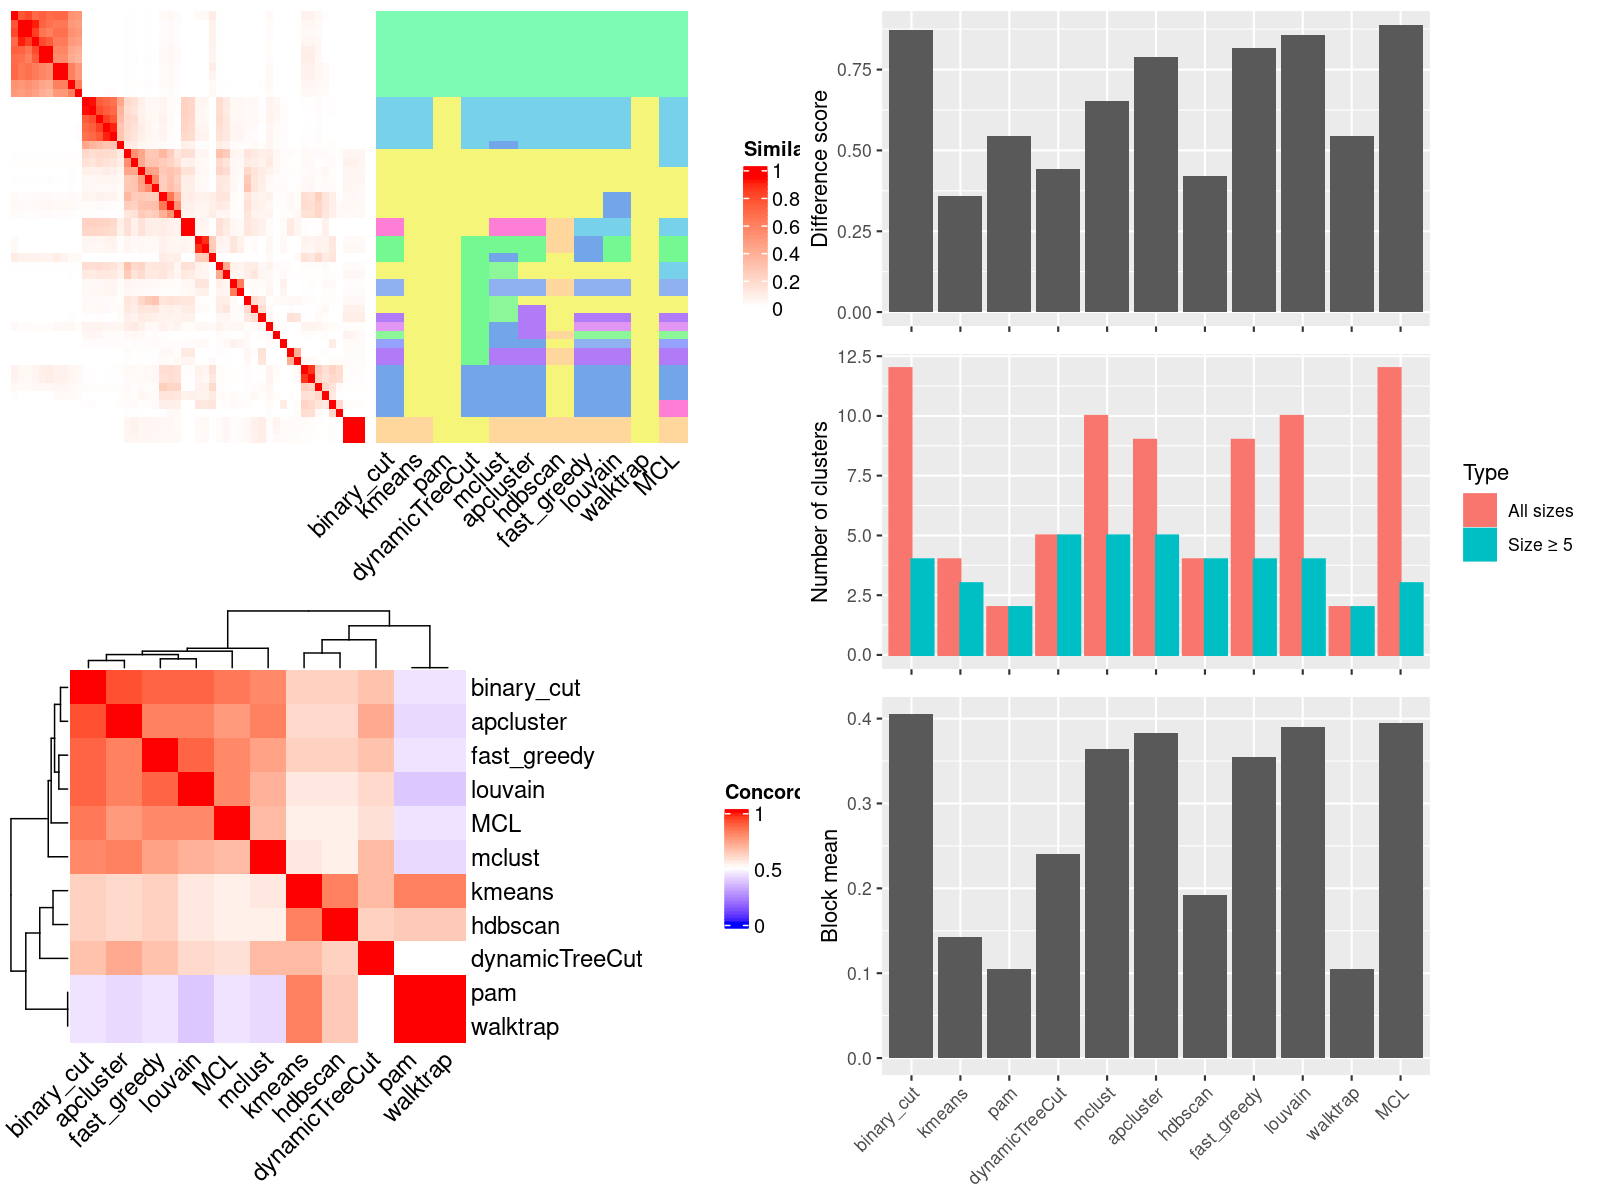 Simila
1
0.8
0.6
0.4
0.2
0
binary_cut
kmeans
pam
dynamicTreeCut
mclust
apcluster
hdbscan
fast_greedy
louvain
walktrap
MCL
binary_cut
apcluster
fast_greedy
louvain
MCL
mclust
kmeans
hdbscan
dynamicTreeCut
pam
walktrap
Concord
1
0.5
0
binary_cut
apcluster
fast_greedy
louvain
MCL
mclust
kmeans
hdbscan
dynamicTreeCut
pam
walktrap
Difference score
0.75
0.50
0.25
0.00
Number of clusters
12.5
10.0
7.5
5.0
2.5
0.0
Type
All sizes
Size ≥ 5
Block mean
0.4
0.3
0.2
0.1
0.0
binary_cut
kmeans
pam
dynamicTreeCut
mclust
apcluster
hdbscan
fast_greedy
louvain
walktrap
MCL